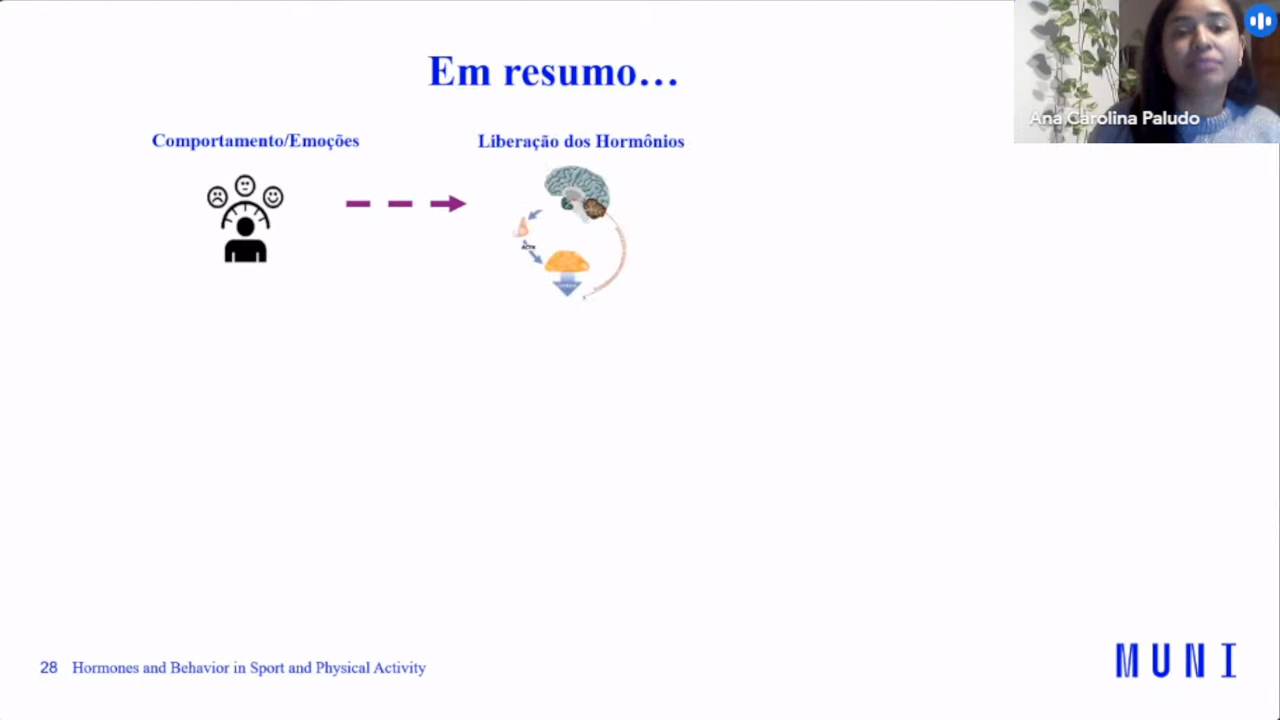 Em resumo…
Ana Carolina Paludo
Comportamento/Emoções
Liberação dos Hormônios
ACTH
28 Hormones and Behavior in Sport and Physical Activity
MUNI